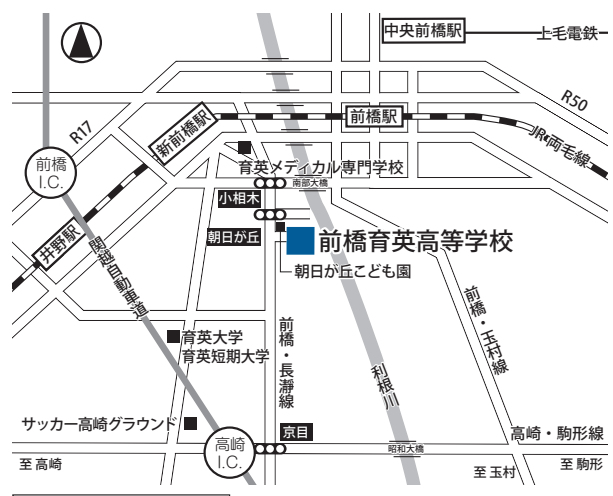 中央前橋駅
上毛電鉄
R50
R17
新前橋駅
前橋駅
JR・両毛線
前橋
I.C.
育英メディカル専門学校
小相木
南部大橋
朝日が丘
前橋育英高等学校
井野駅
朝日が丘こども園
関越自動車道
前橋・長瀞線
前橋・玉村線
育英大学
育英短期大学
利根川
サッカー高崎グラウンド
京目
高崎・駒形線
高崎
I.C.
昭和大橋
至高崎
至玉村
至駒形